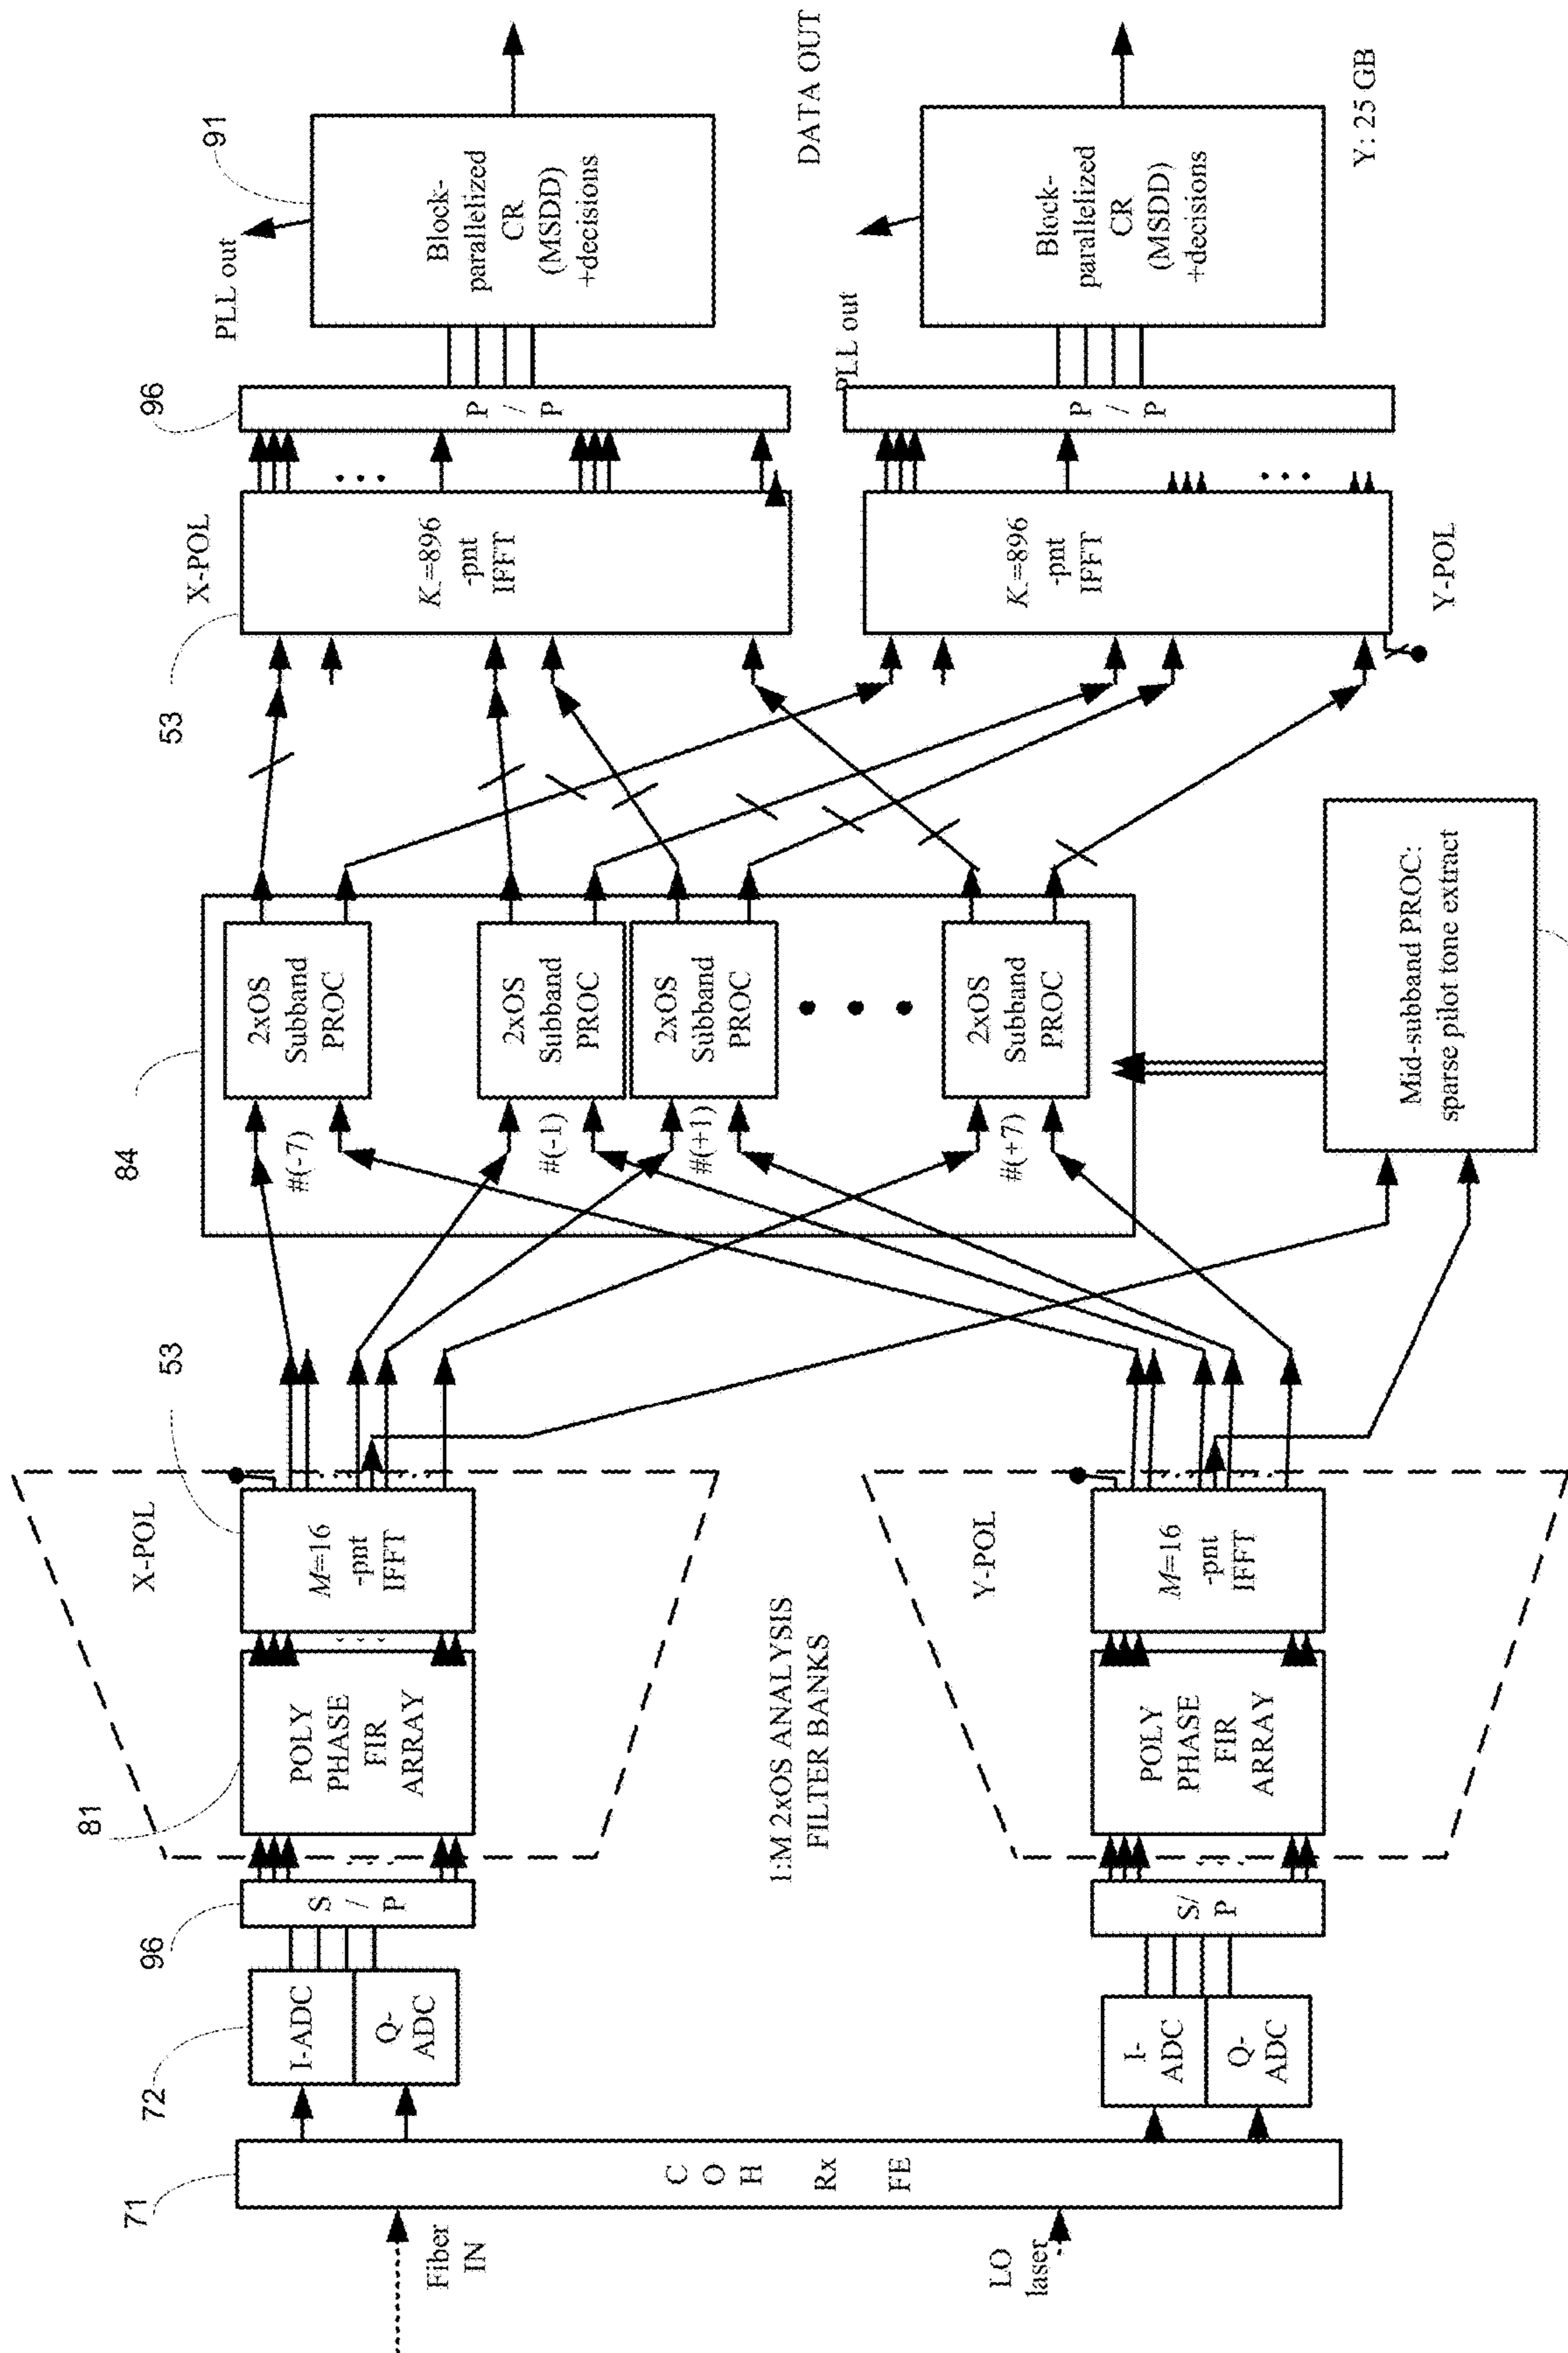 Fiber
IN
LO
laser
71
C
O
H
Rx
FE
72
I-ADC
Q-
ADC
I-
ADC
Q-
ADC
96
S
/
P
S/
P
81
POLY
PHASE
FIR
ARRAY
POLY
PHASE
FIR
ARRAY
1:M 2xOS ANALYSIS
FILTER BANKS
X-POL
53
M=16
-pnt
IFFT
Y-POL
M=16
-pnt
IFFT
84
#(-7)
2xOS
Subband
PROC
#(-1)
2xOS
Subband
PROC
#(+1)
2xOS
Subband
PROC
#(+7)
2xOS
Subband
PROC
Mid-subband PROC:
sparse pilot tone extract
53
X-POL
K=896
-pnt
IFFT
K=896
-pnt
IFFT
Y-POL
96
P
/
P
P
/
P
PLL out
91
Block-
parallelized
CR
(MSDD)
+decisions
PLL out
Block-
parallelized
CR
(MSDD)
+decisions
DATA OUT
Y: 25 GB